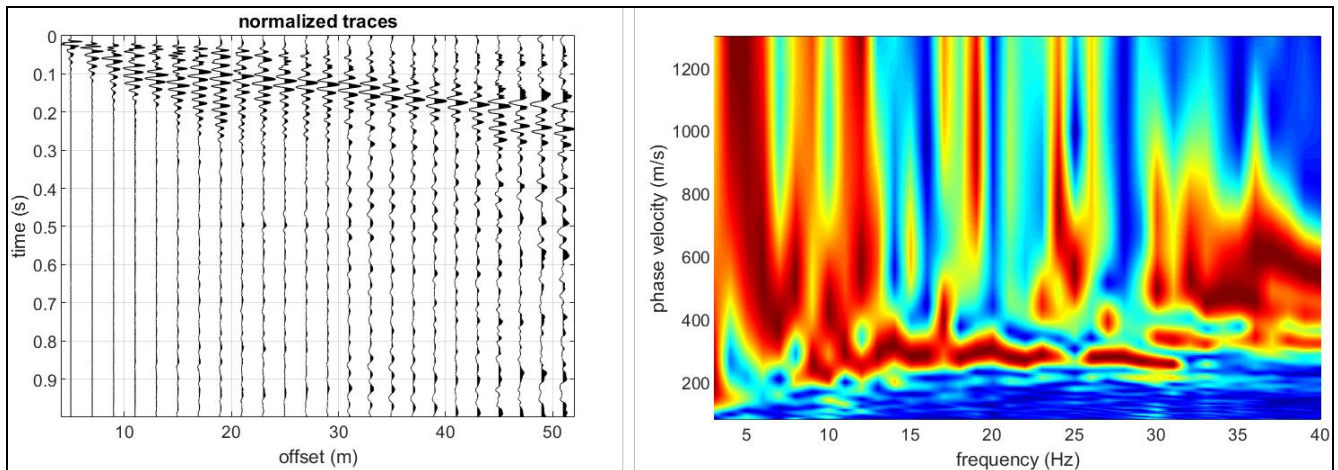 normalized traces
0
0.1
0.2
0.3
0.4
0.5
0.6
0.7
0.8
0.9
time (s)
10 20 30 40 50
offset (m)
1200
1000
800
600
400
200
phase velocity (m/s)
5 10 15 20 25 30 35 40
frequency (Hz)